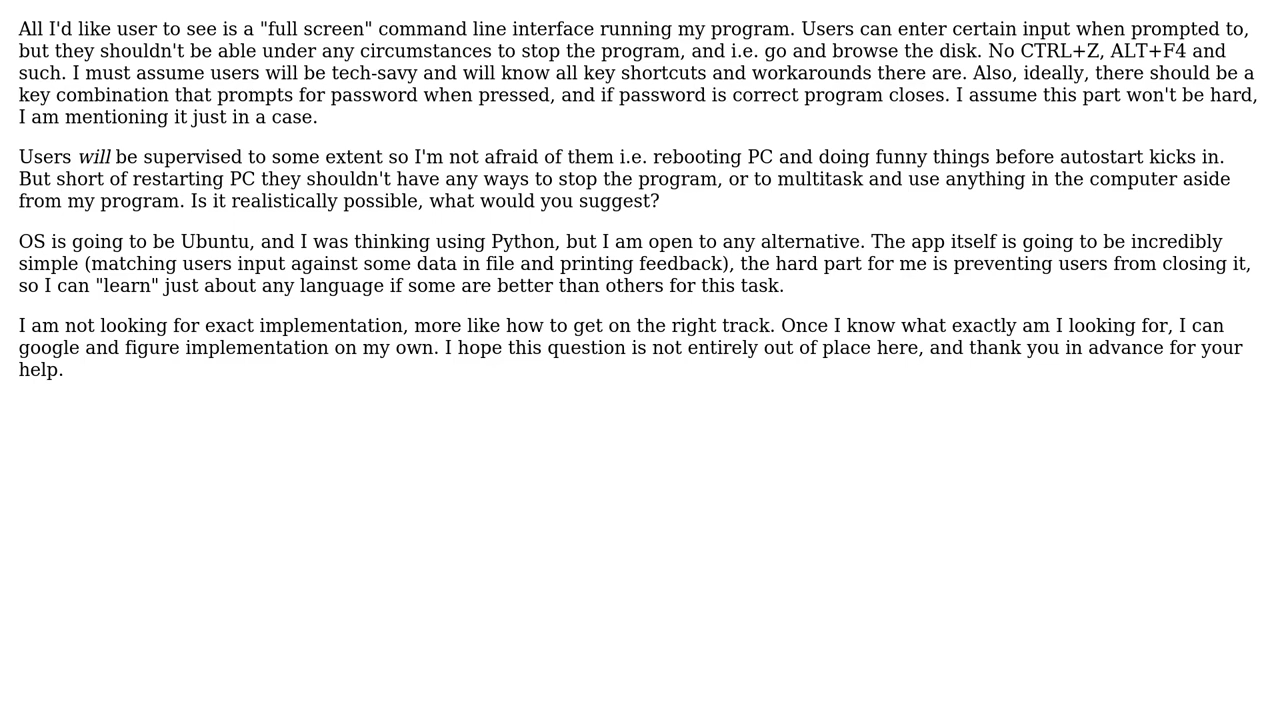 All I'd like user to see is a "full screen" command line interface running my program. Users can enter certain input when prompted to,
but they shouldn't be able under any circumstances to stop the program, and i.e. go and browse the disk. No CTRL+Z, ALT+F4 and
such. I must assume users will be tech-savy and will know all key shortcuts and workarounds there are. Also, ideally, there should be a
key combination that prompts for password when pressed, and if password is correct program closes. I assume this part won't be hard,
I am mentioning it just in a case.
Users will be supervised to some extent so I'm not afraid of them i.e. rebooting PC and doing funny things before autostart kicks in.
But short of restarting PC they shouldn't have any ways to stop the program, or to multitask and use anything in the computer aside
from my program. Is it realistically possible, what would you suggest?
OS is going to be Ubuntu, and I was thinking using Python, but I am open to any alternative. The app itself is going to be incredibly
simple (matching users input against some data in file and printing feedback), the hard part for me is preventing users from closing it,
so I can "learn" just about any language if some are better than others for this task.
I am not looking for exact implementation, more like how to get on the right track. Once I know what exactly am I looking for, I can
google and figure implementation on my own. I hope this question is not entirely out of place here, and thank you in advance for your
help.